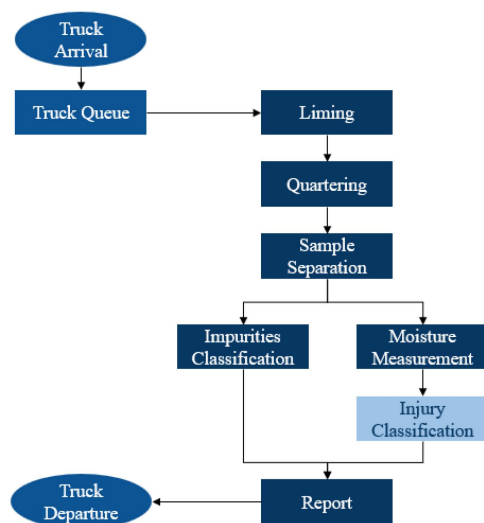 Truck
Arrival
Truck Queue
Liming
Quartering
Sample
Separation
Impurities
Classification
Moisture
Measurement
Injury
Classification
Truck
Departure
Report